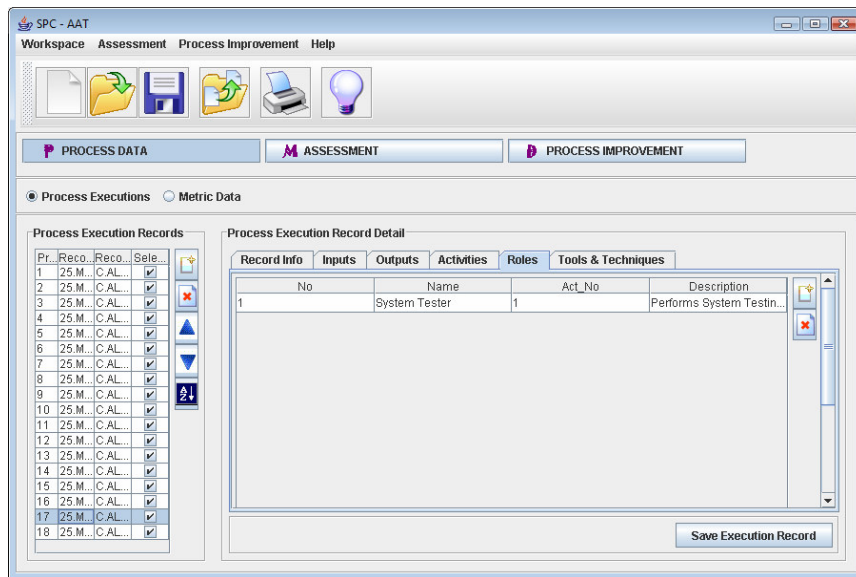 SPC - AAT
Workspace Assessment Process Improvement Help
P PROCESS DATA M ASSESSMENT D PROCESS IMPROVEMENT
Process Executions Metric Data
Process Execution Records Process Execution Record Detail
Record Info Inputs Outputs Activities Roles Tools & Techniques
Pr... Reco... Reco... Sele...
No Name Act_No Description
1 System Tester 1 Performs System Testin...
1 25.M... C.AL...
2 25.M... C.AL...
3 25.M... C.AL...
4 25.M... C.AL...
5 25.M... C.AL...
6 25.M... C.AL...
7 25.M... C.AL...
8 25.M... C.AL...
9 25.M... C.AL...
10 25.M... C.AL...
11 25.M... C.AL...
12 25.M... C.AL...
13 25.M... C.AL...
14 25.M... C.AL...
15 25.M... C.AL...
16 25.M... C.AL...
17 25.M... C.AL...
18 25.M... C.AL...
A Z
Save Execution Record